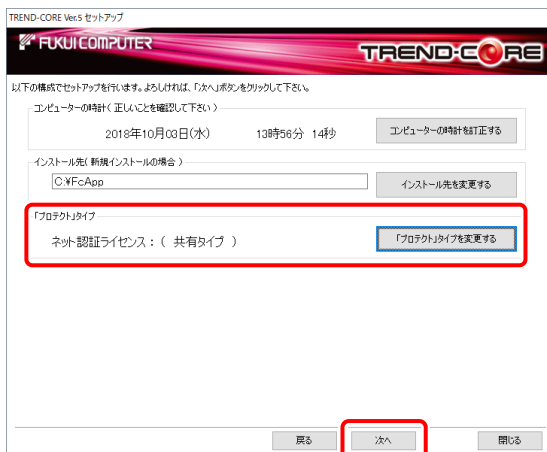 TREND-CORE Ver.5 セットアップ
FUKUI COMPUTER
TREND-CORE
以下の構成でセットアップを行います。よろしければ、「次へ」ボタンをクリックして下さい。
コンピューターの時計（ 正しいことを確認して下さい ）
2018年10月03日(水) 13時56分 14秒 コンピューターの時計を訂正する
インストール先( 新規インストールの場合 )
C:¥FcApp インストール先を変更する
「プロテクト」タイプ
ネット認証ライセンス：（ 共有タイプ ） 「プロテクト」タイプを変更する
戻る 次へ 閉じる